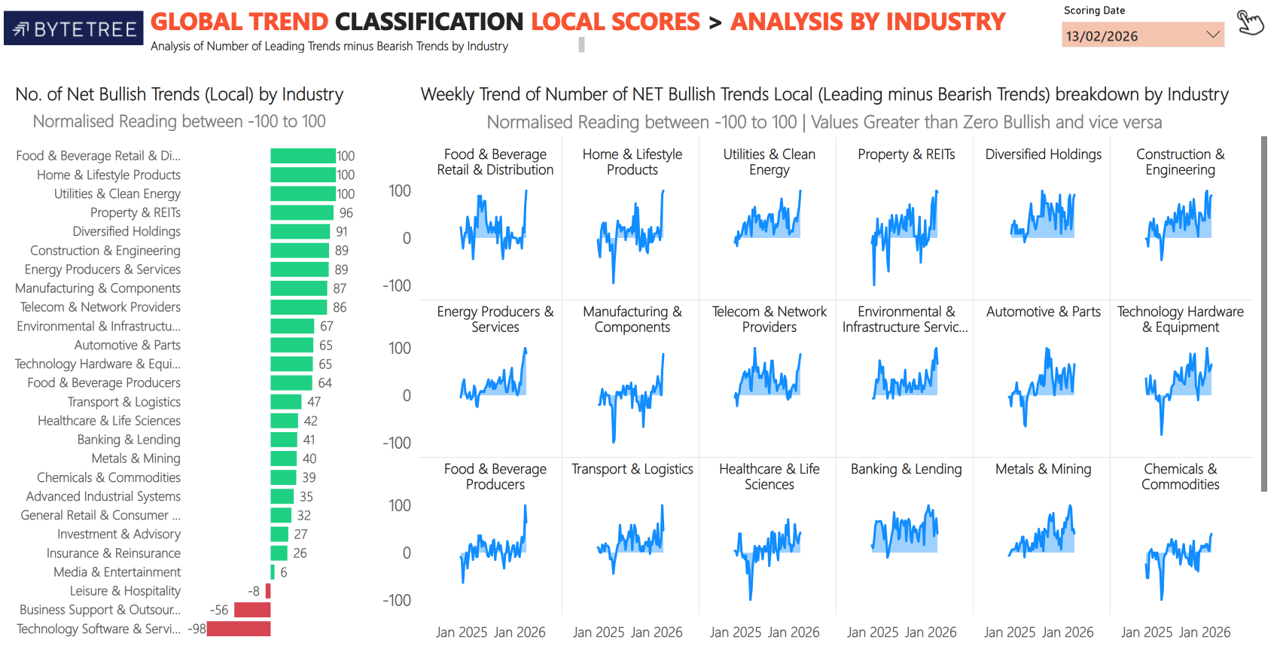 BYTETREE
GLOBAL TREND CLASSIFICATION LOCAL SCORES > ANALYSIS BY INDUSTRY
Analysis of Number of Leading Trends minus Bearish Trends by Industry
Scoring Date
13/02/2026
No. of Net Bullish Trends (Local) by Industry
Normalised Reading between -100 to 100
Food & Beverage Retail & Di... 100
Home & Lifestyle Products 100
Utilities & Clean Energy 100
Property & REITs 96
Diversified Holdings 91
Construction & Engineering 89
Energy Producers & Services 89
Manufacturing & Components 87
Telecom & Network Providers 86
Environmental & Infrastructu... 67
Automotive & Parts 65
Technology Hardware & Equi... 65
Food & Beverage Producers 64
Transport & Logistics 47
Healthcare & Life Sciences 42
Banking & Lending 41
Metals & Mining 40
Chemicals & Commodities 39
Advanced Industrial Systems 35
General Retail & Consumer ... 32
Investment & Advisory 27
Insurance & Reinsurance 26
Media & Entertainment 6
Leisure & Hospitality -8
Business Support & Outsour... -56
Technology Software & Servi... -98
Weekly Trend of Number of NET Bullish Trends Local (Leading minus Bearish Trends) breakdown by Industry
Normalised Reading between -100 to 100 | Values Greater than Zero Bullish and vice versa
Food & Beverage
Retail & Distribution
Home & Lifestyle
Products
Utilities & Clean
Energy
Property & REITs
Diversified Holdings
Construction &
Engineering
100
0
-100
Energy Producers &
Services
Manufacturing &
Components
Telecom & Network
Providers
Environmental &
Infrastructure Servic...
Automotive & Parts
Technology Hardware
& Equipment
100
0
-100
Food & Beverage
Producers
Transport & Logistics
Healthcare & Life
Sciences
Banking & Lending
Metals & Mining
Chemicals &
Commodities
100
0
-100
Jan 2025 Jan 2026 Jan 2025 Jan 2026 Jan 2025 Jan 2026 Jan 2025 Jan 2026 Jan 2025 Jan 2026 Jan 2025 Jan 2026